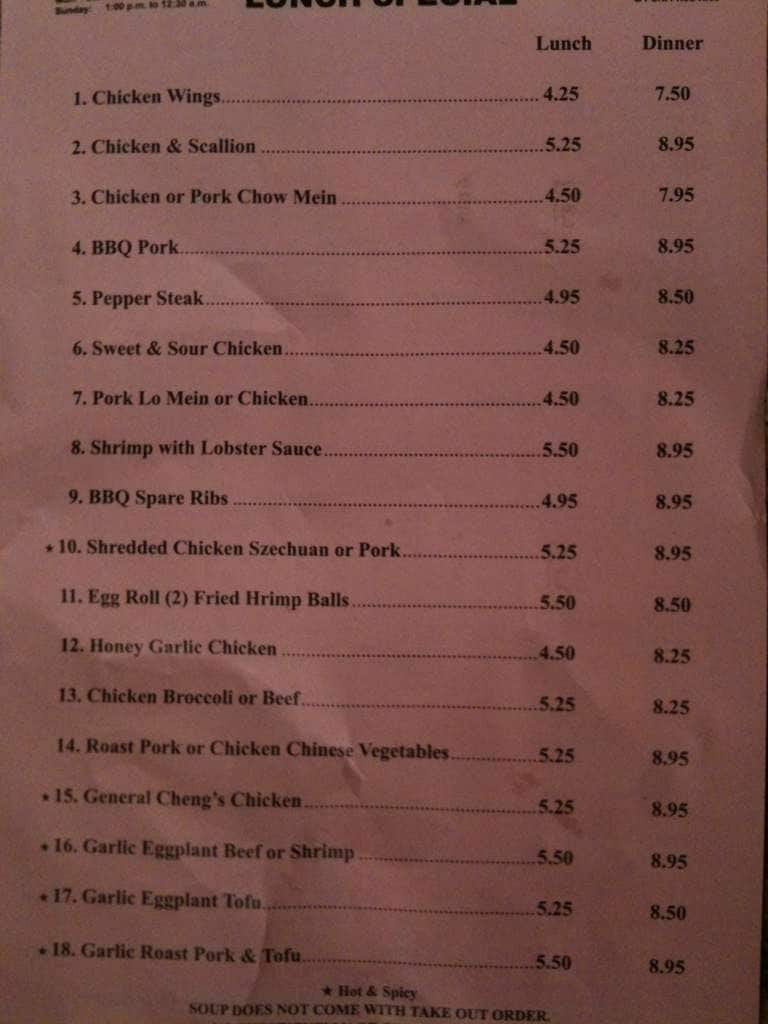 Sunday: 1:00 p.m. to 12:30 a.m.
LUNCH SPECIAL
Lunch Dinner
1. Chicken Wings 4.25 7.50
2. Chicken & Scallion 5.25 8.95
3. Chicken or Pork Chow Mein 4.50 7.95
4. BBQ Pork 5.25 8.95
5. Pepper Steak 4.95 8.50
6. Sweet & Sour Chicken 4.50 8.25
7. Pork Lo Mein or Chicken 4.50 8.25
8. Shrimp with Lobster Sauce 5.50 8.95
9. BBQ Spare Ribs 4.95 8.95
★ 10. Shredded Chicken Szechuan or Pork 5.25 8.95
11. Egg Roll (2) Fried Hrimp Balls 5.50 8.50
12. Honey Garlic Chicken 4.50 8.25
13. Chicken Broccoli or Beef 5.25 8.25
14. Roast Pork or Chicken Chinese Vegetables 5.25 8.95
★ 15. General Cheng's Chicken 5.25 8.95
★ 16. Garlic Eggplant Beef or Shrimp 5.50 8.95
★ 17. Garlic Eggplant Tofu 5.25 8.50
★ 18. Garlic Roast Pork & Tofu 5.50 8.95
★ Hot & Spicy
SOUP DOES NOT COME WITH TAKE OUT ORDER.